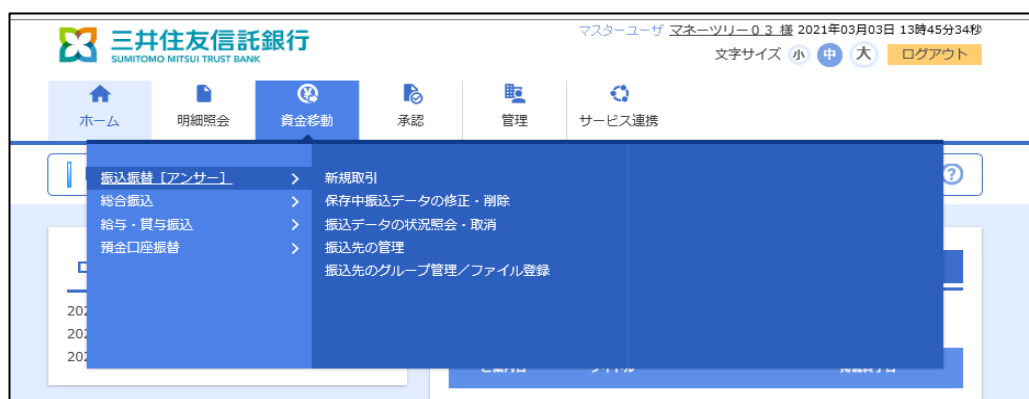 三井住友信託銀行
SUMITOMO MITSUI TRUST BANK
マスターユーザ マネーツリー03 様 2021年03月03日 13時45分34秒
文字サイズ 小 中 大 ログアウト
ホーム 明細照会 資金移動 承認 管理 サービス連携
振込振替［アンサー］
総合振込
給与・賞与振込
預金口座振替
新規取引
保存中振込データの修正・削除
振込データの状況照会・取消
振込先の管理
振込先のグループ管理／ファイル登録
202
202
202